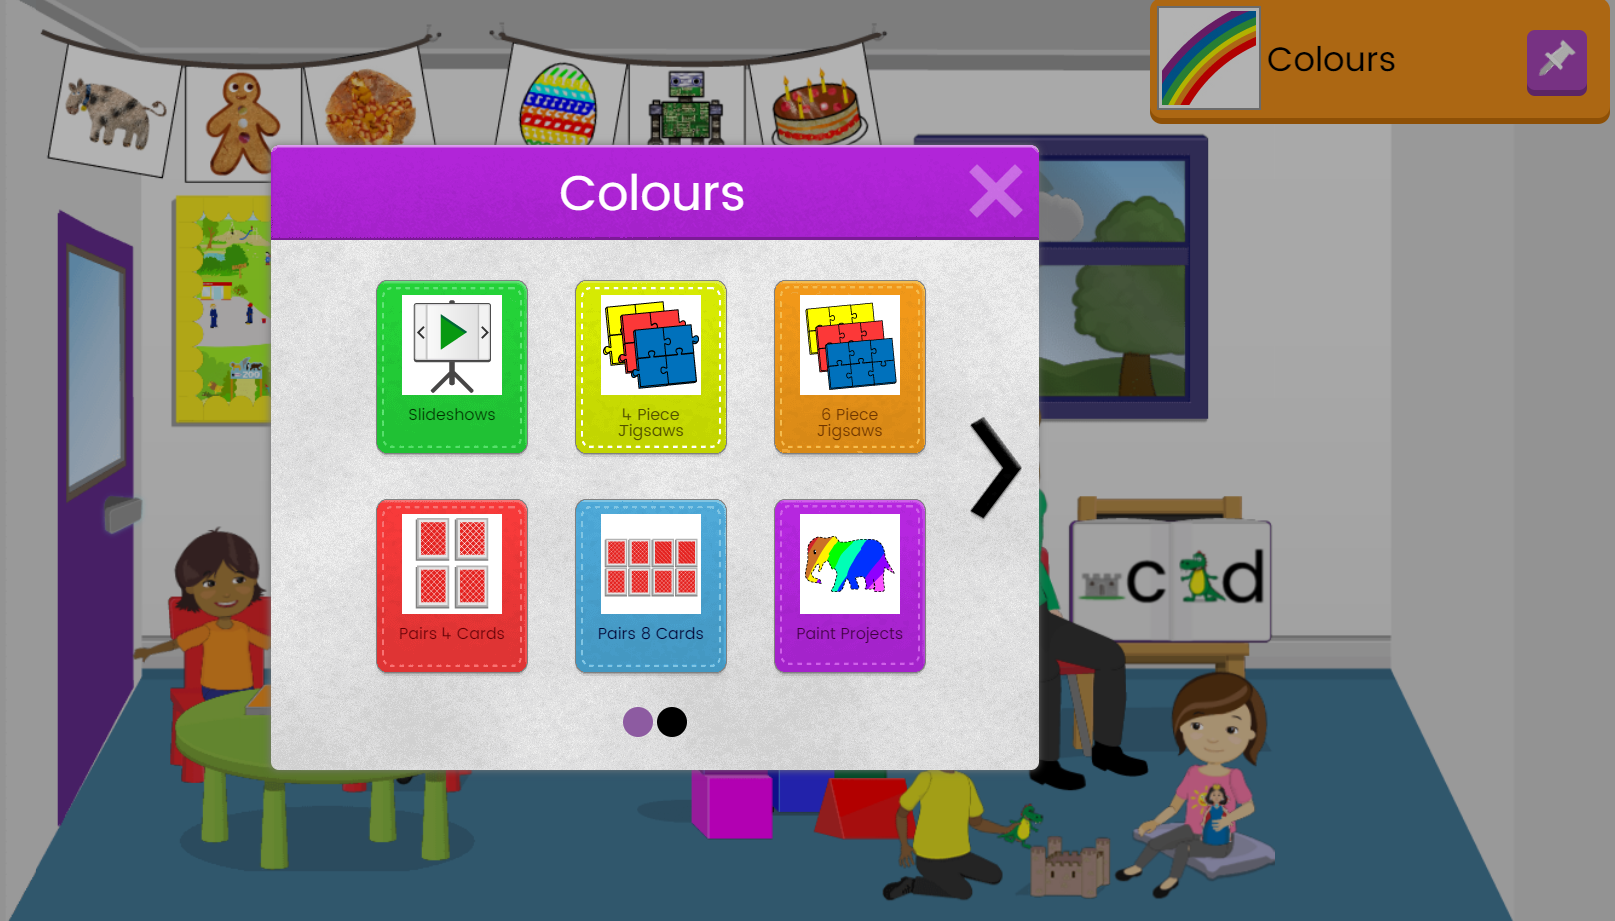 Colours
Colours
Slideshows
4 Piece
Jigsaws
6 Piece
Jigsaws
Pairs 4 Cards
Pairs 8 Cards
Paint Projects
c d